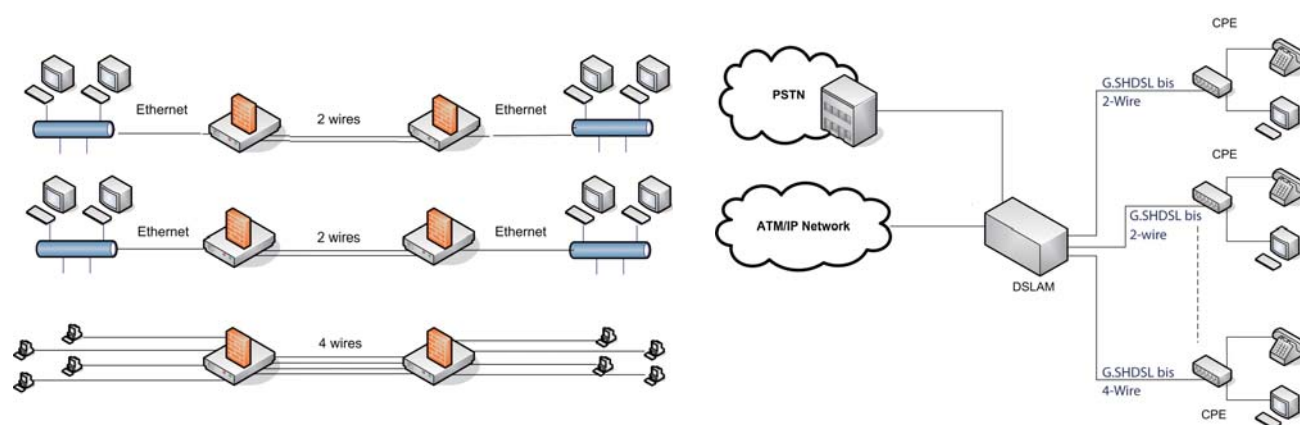 Ethernet
2 wires
Ethernet
Ethernet
2 wires
Ethernet
4 wires
PSTN
ATM/IP Network
DSLAM
CPE
G.SHDSL bis
2-Wire
CPE
G.SHDSL bis
2-wire
G.SHDSL bis
4-Wire
CPE